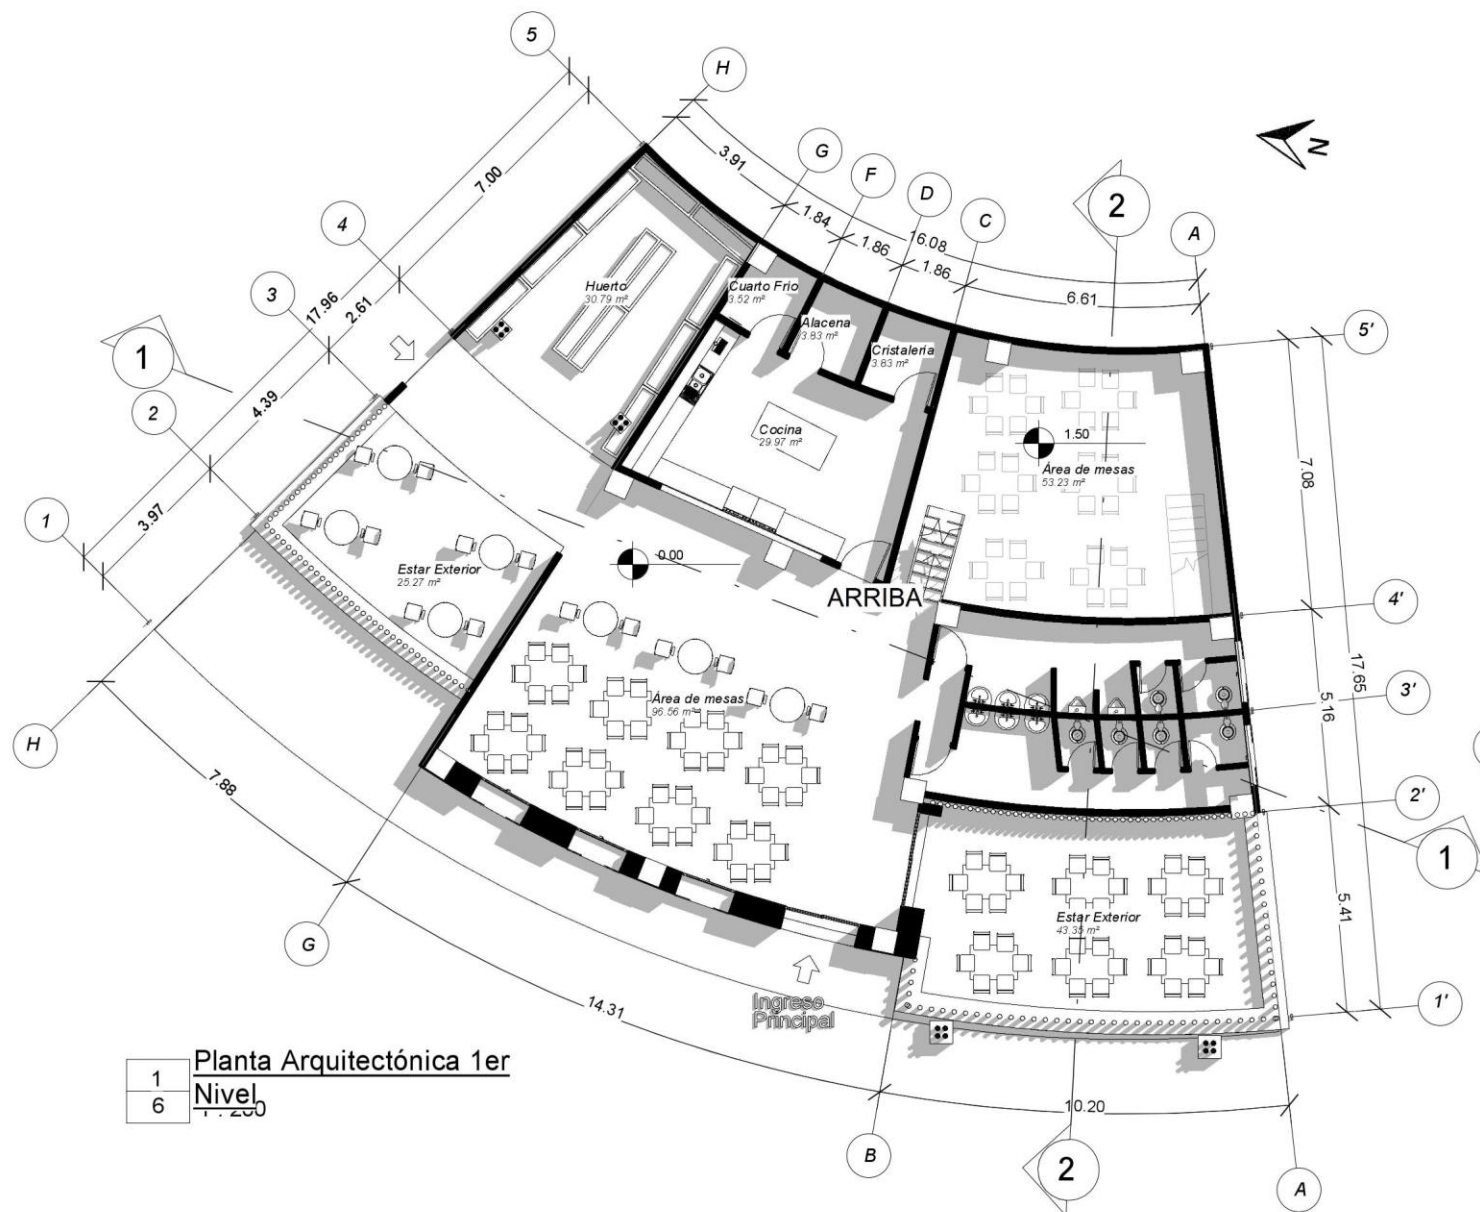 5
H
G
F
D
C
2
A
N
3.91
1.84
16.08
1.86
1.86
6.61
7.00
4
3
17.96
2.61
1
2
4.39
1
3.97
Huerto
30.79 m²
Cuarto Frio
3.52 m²
Alacena
3.83 m²
Cristaleria
3.83 m²
Cocina
29.97 m²
1.50
Área de mesas
53.23 m²
5'
7.08
4'
17.65
5.16
3'
2'
1
5.41
1'
Estar Exterior
25.27 m²
0.00
ARRIBA
Área de mesas
96.56 m²
Estar Exterior
43.35 m²
H
7.88
G
14.31
Ingreso
Principal
10.20
B
2
A
1
6
Planta Arquitectónica 1er
Nivel